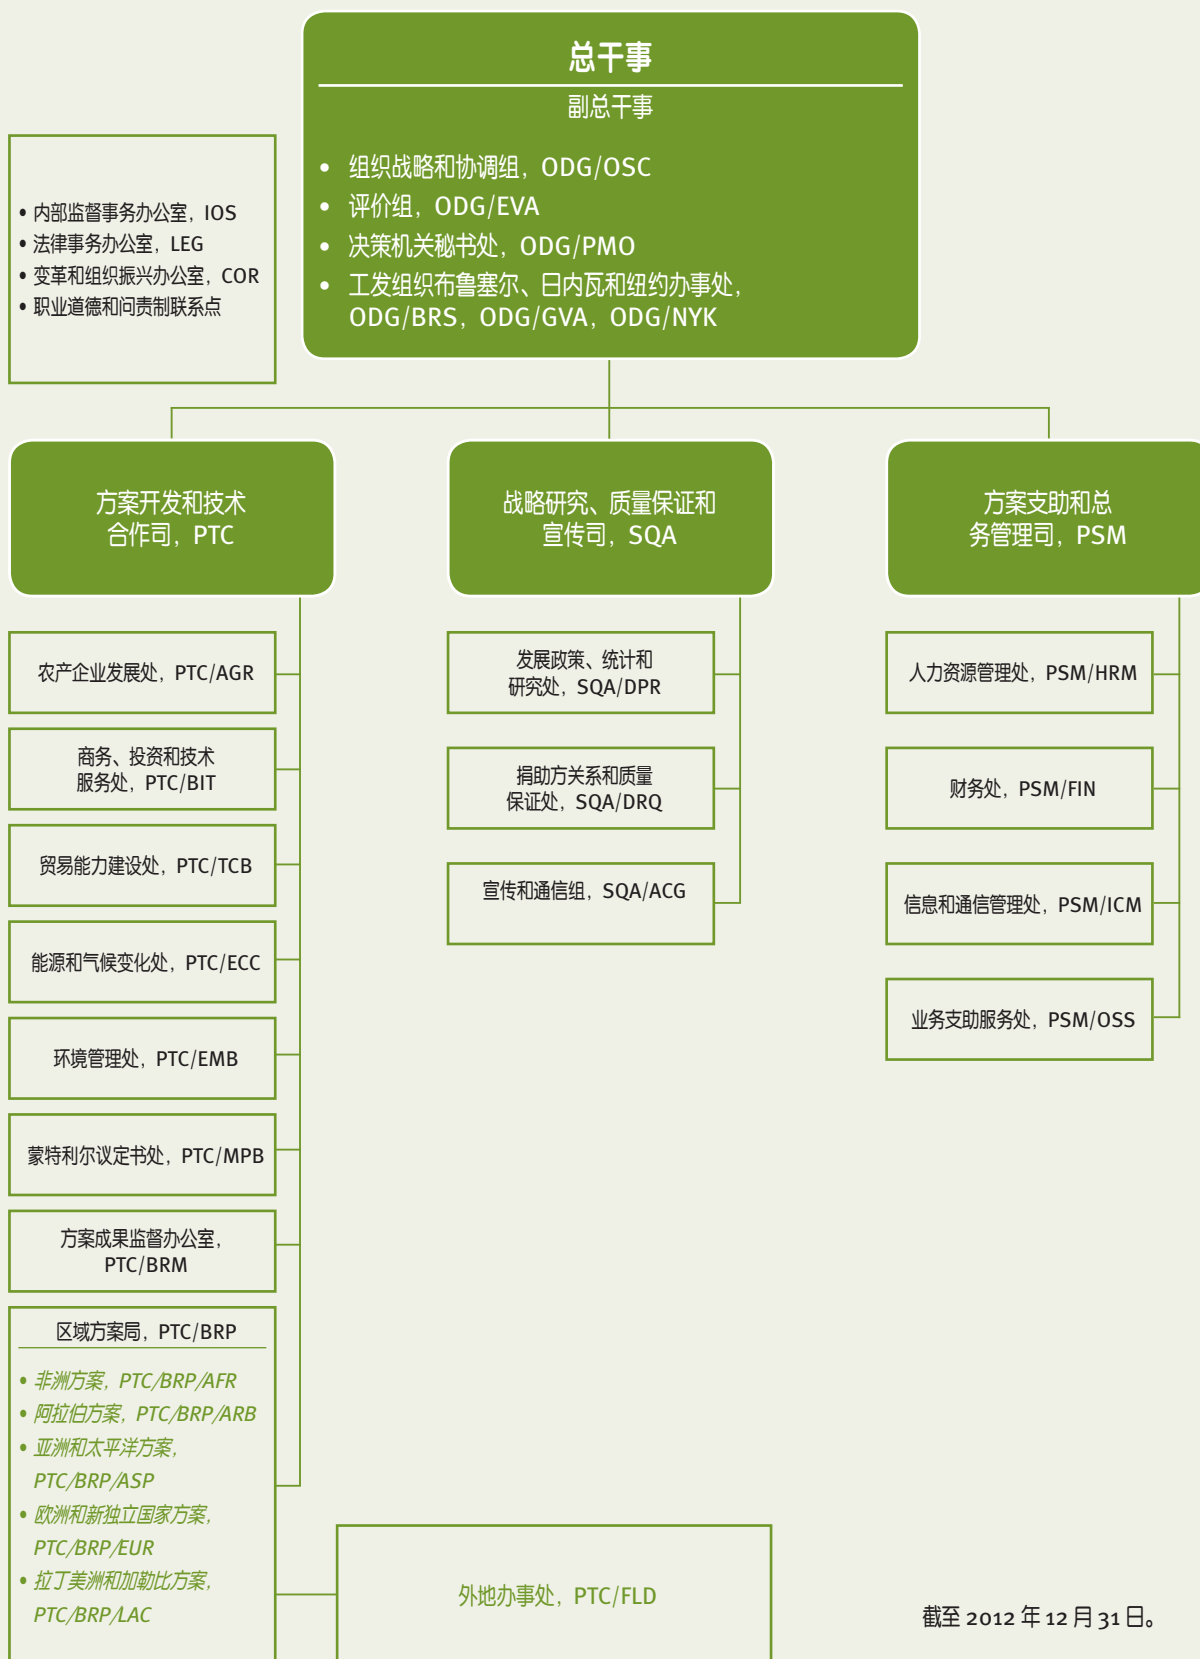 总干事
副总干事
• 组织战略和协调组，ODG/OSC
• 评价组，ODG/EVA
• 决策机关秘书处，ODG/PMO
• 工发组织布鲁塞尔、日内瓦和纽约办事处，
ODG/BRS，ODG/GVA，ODG/NYK
• 内部监督事务办公室，IOS
• 法律事务办公室，LEG
• 变革和组织振兴办公室，COR
• 职业道德和问责制联系点
方案开发和技术
合作司，PTC
农产企业发展处，PTC/AGR
商务、投资和技术
服务处，PTC/BIT
贸易能力建设处，PTC/TCB
能源和气候变化处，PTC/ECC
环境管理处，PTC/EMB
蒙特利尔议定书处，PTC/MPB
方案成果监督办公室，
PTC/BRM
区域方案局，PTC/BRP
• 非洲方案，PTC/BRP/AFR
• 阿拉伯方案，PTC/BRP/ARB
• 亚洲和太平洋方案，
PTC/BRP/ASP
• 欧洲和新独立国家方案，
PTC/BRP/EUR
• 拉丁美洲和加勒比方案，
PTC/BRP/LAC
外地办事处，PTC/FLD
战略研究、质量保证和
宣传司，SQA
发展政策、统计和
研究处，SQA/DPR
捐助方关系和质量
保证处，SQA/DRQ
宣传和通信组，SQA/ACG
方案支助和总
务管理司，PSM
人力资源管理处，PSM/HRM
财务处，PSM/FIN
信息和通信管理处，PSM/ICM
业务支助服务处，PSM/OSS
截至 2012 年 12 月 31 日。